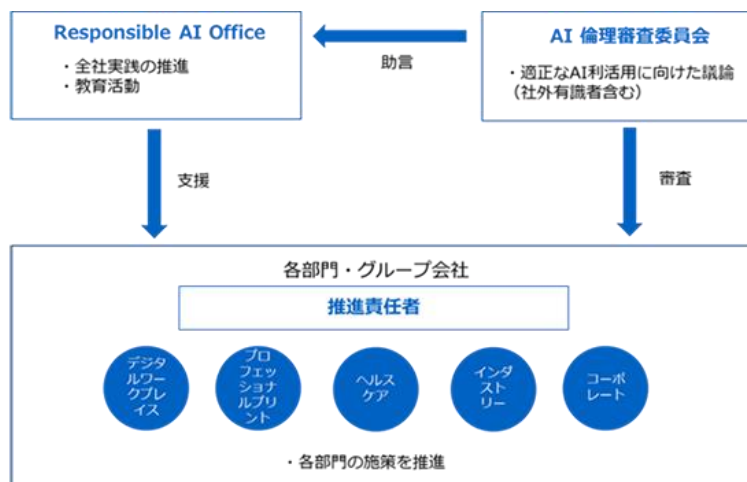 Responsible AI Office
・全社実践の推進
・教育活動
助言
AI 倫理審査委員会
・適正なAI利活用に向けた議論
（社外有識者含む）
支援
審査
各部門・グループ会社
推進責任者
デジタ
ルワー
クプレ
イス
プロ
フェッ
ショナ
ルプリ
ント
ヘルス
ケア
インダ
ストリー
コーポ
レート
・各部門の施策を推進